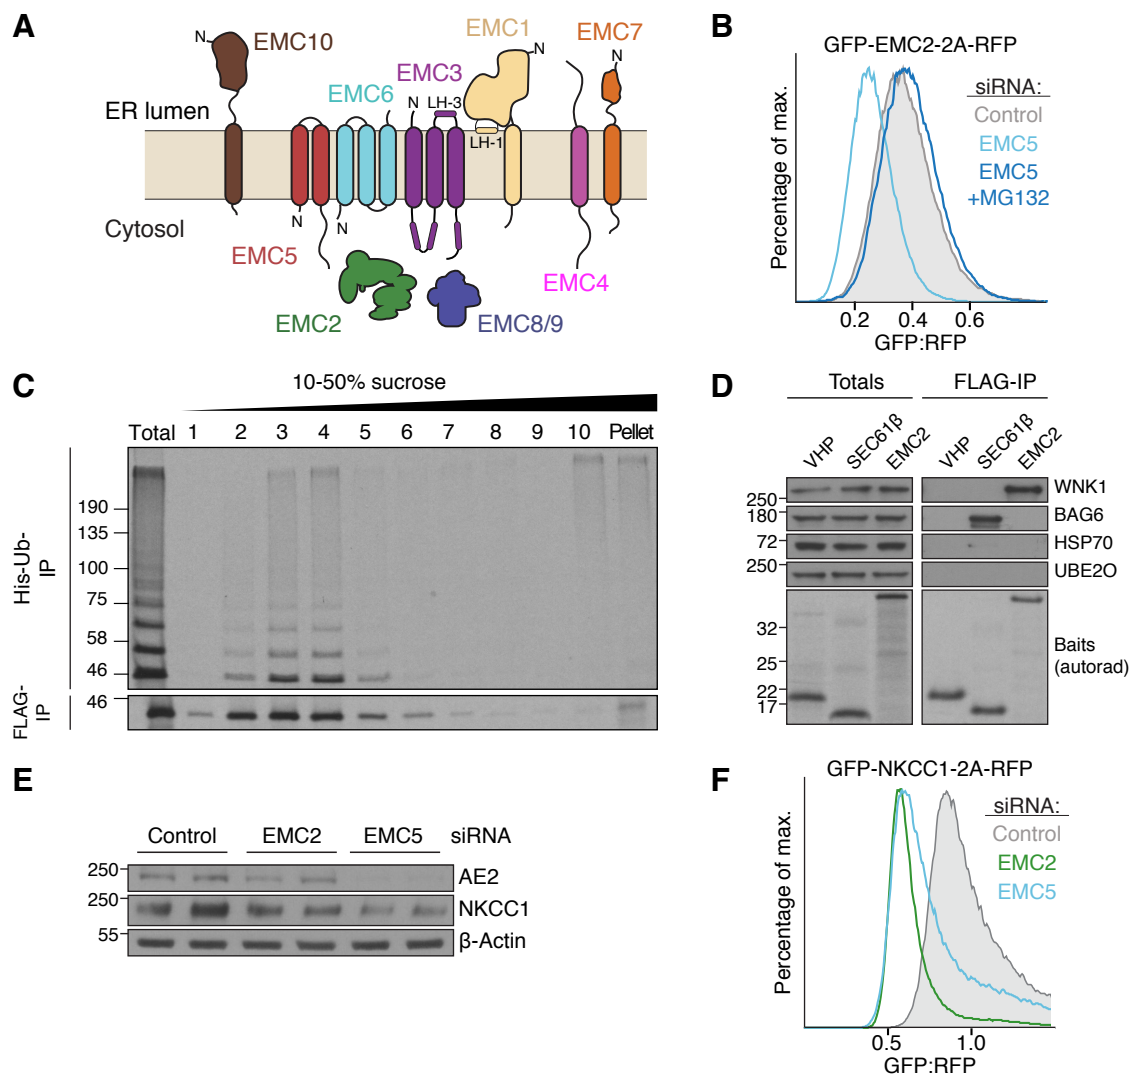 A
N
EMC10
EMC6
EMC3
N
LH-3
EMC1
N
EMC7
N
ER lumen
LH-1
Cytosol
N
N
EMC5
EMC2
EMC8/9
EMC4
B
GFP-EMC2-2A-RFP
Percentage of max.
siRNA:
Control
EMC5
EMC5
+MG132
0.2 0.4 0.6
GFP:RFP
C
10-50% sucrose
Total 1 2 3 4 5 6 7 8 9 10 Pellet
His-Ub-
IP
190
135
100
75
58
46
FLAG-
IP
46
D
Totals FLAG-IP
VHP SEC61β EMC2 VHP SEC61β EMC2
250 WNK1
180 BAG6
72 HSP70
250 UBE2O
32
25
22
17
Baits
(autorad)
E
Control EMC2 EMC5 siRNA
250 AE2
250 NKCC1
55 β-Actin
F
GFP-NKCC1-2A-RFP
Percentage of max.
siRNA:
Control
EMC2
EMC5
0.5 1.0
GFP:RFP